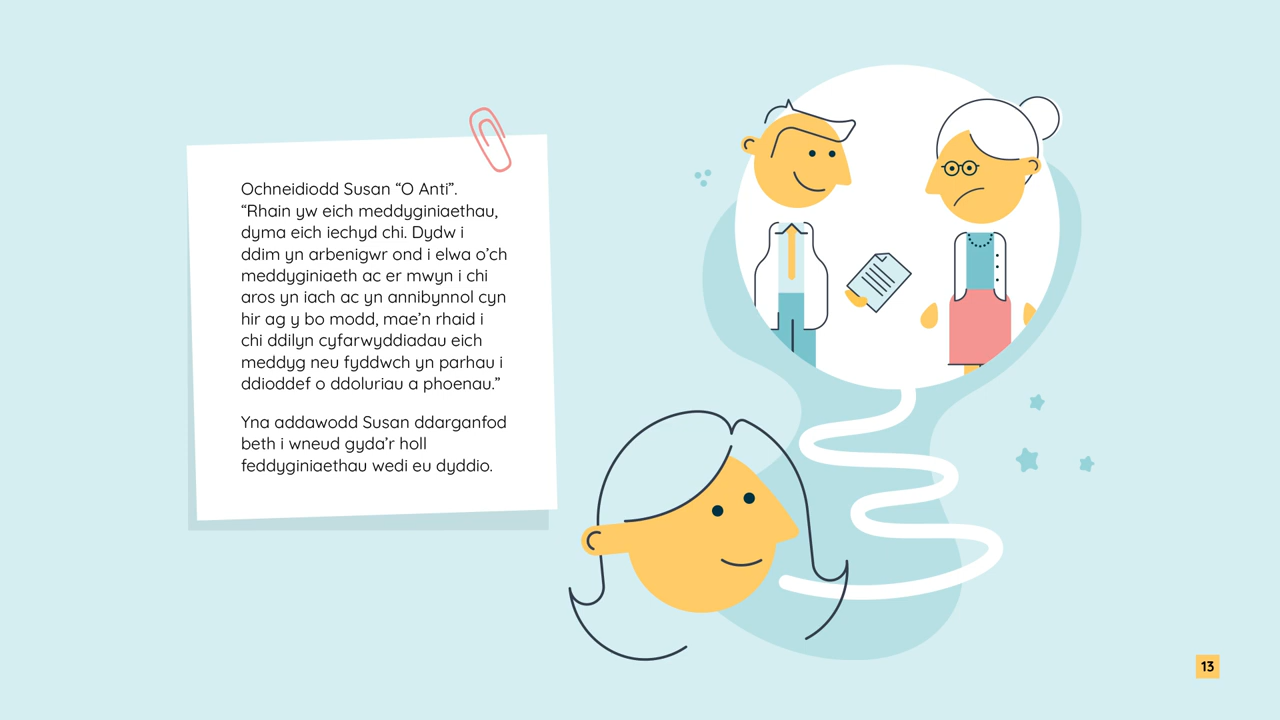 Ochneidiodd Susan “O Anti”.
“Rhain yw eich meddyginiaethau,
dyma eich iechyd chi. Dydw i
ddim yn arbenigwr ond i elwa o’ch
meddyginiaeth ac er mwyn i chi
aros yn iach ac yn annibynnol cyn
hir ag y bo modd, mae’n rhaid i
chi ddilyn cyfarwyddiadau eich
meddyg neu fyddwch yn parhau i
ddioddef o ddoluriau a phoenau.”
Yna addawodd Susan ddarganfod
beth i wneud gyda’r holl
feddyginiaethau wedi eu dyddio.
13